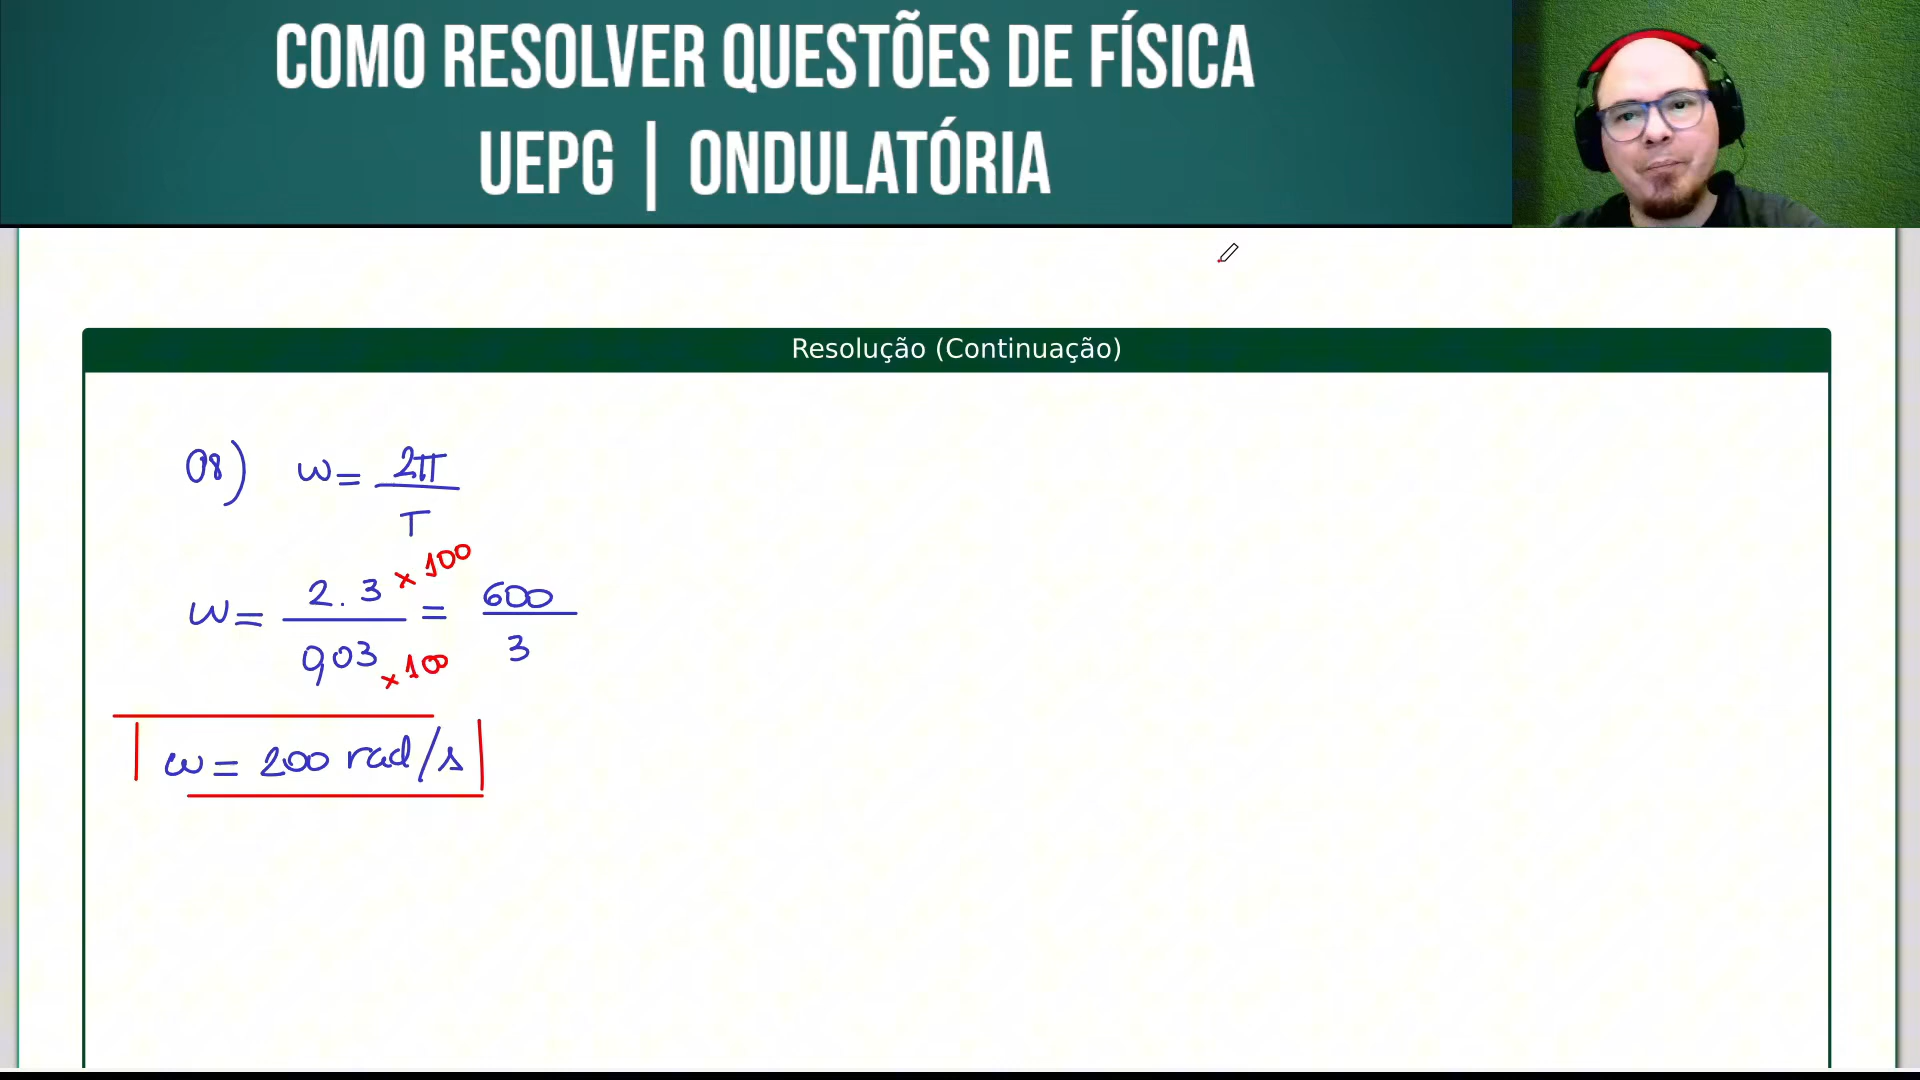 COMO RESOLVER QUESTÕES DE FÍSICA
UEPG | ONDULATÓRIA
Resolução (Continuação)
08) ω = 2π / T
ω = 2.3 ×100 / 0,03 ×100 = 600 / 3
ω = 200 rad/s